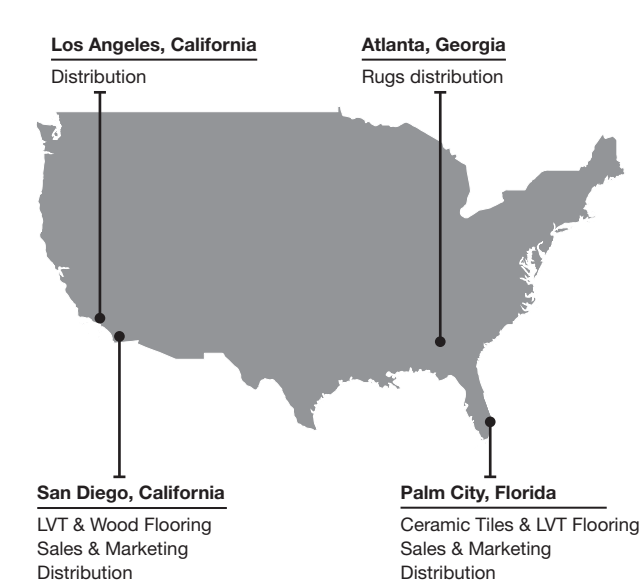 Los Angeles, California
Distribution
Atlanta, Georgia
Rugs distribution
San Diego, California
LVT & Wood Flooring
Sales & Marketing
Distribution
Palm City, Florida
Ceramic Tiles & LVT Flooring
Sales & Marketing
Distribution